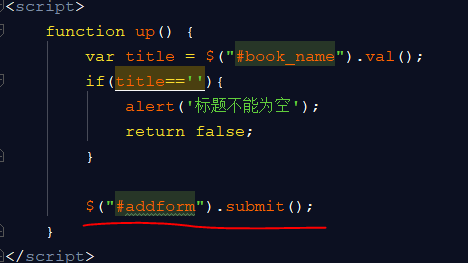 <script>
function up() {
var title = $("#book_name").val();
if(title==''){
alert('标题不能为空');
return false;
}
$("#addform").submit();
}
</script>